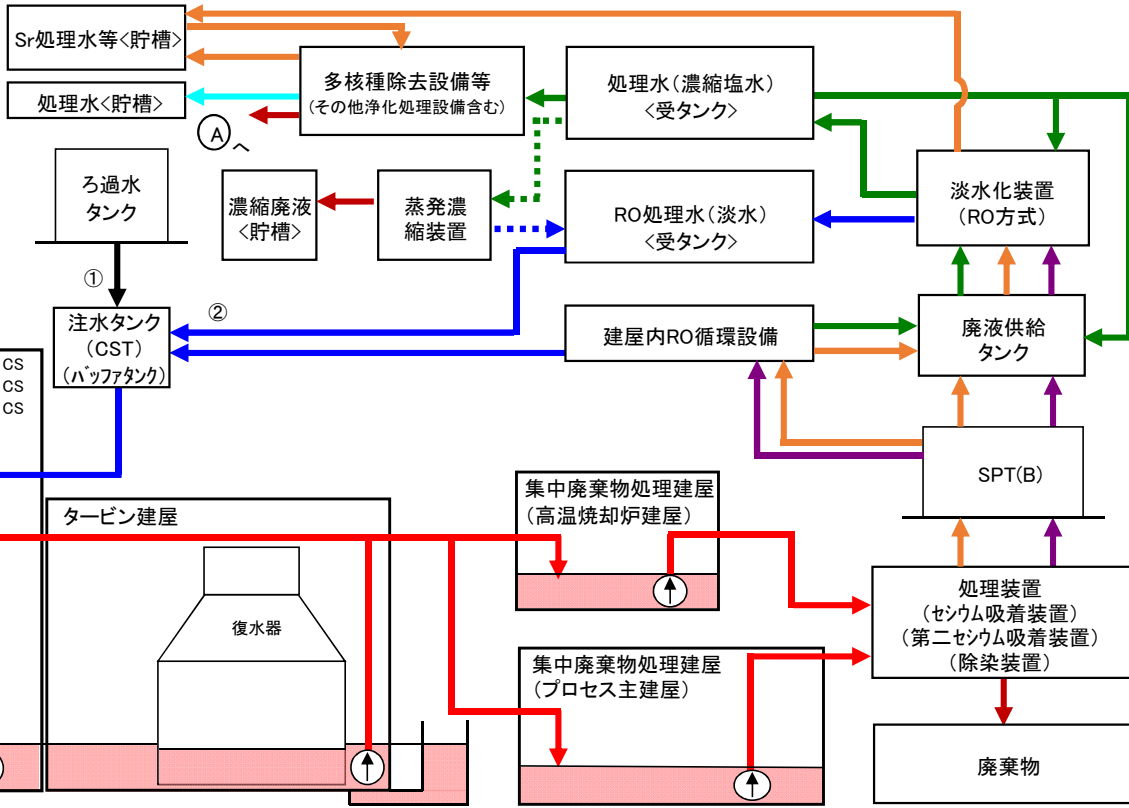 Sr処理水等<貯槽>
処理水<貯槽>
多核種除去設備等
(その他浄化処理設備含む)
処理水(濃縮塩水)
<受タンク>
Aへ
ろ過水
タンク
濃縮廃液
<貯槽>
蒸発濃
縮装置
RO処理水(淡水)
<受タンク>
淡水化装置
(RO方式)
①
②
注水タンク
(CST)
(バッファタンク)
建屋内RO循環設備
廃液供給
タンク
CS
CS
CS
SPT(B)
タービン建屋
復水器
集中廃棄物処理建屋
(高温焼却炉建屋)
集中廃棄物処理建屋
(プロセス主建屋)
処理装置
(セシウム吸着装置)
(第二セシウム吸着装置)
(除染装置)
廃棄物